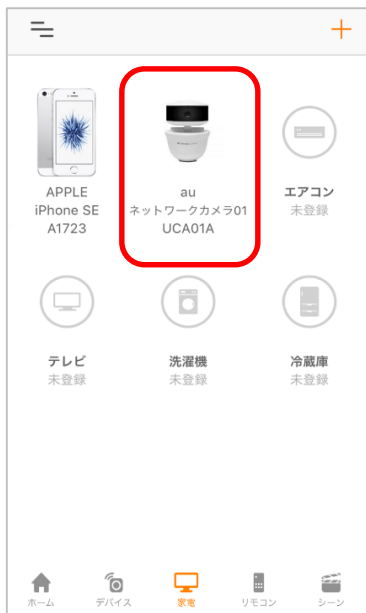 APPLE
iPhone SE
A1723
au
ネットワークカメラ01
UCA01A
エアコン
未登録
テレビ
未登録
洗濯機
未登録
冷蔵庫
未登録
ホーム
デバイス
家電
リモコン
シーン